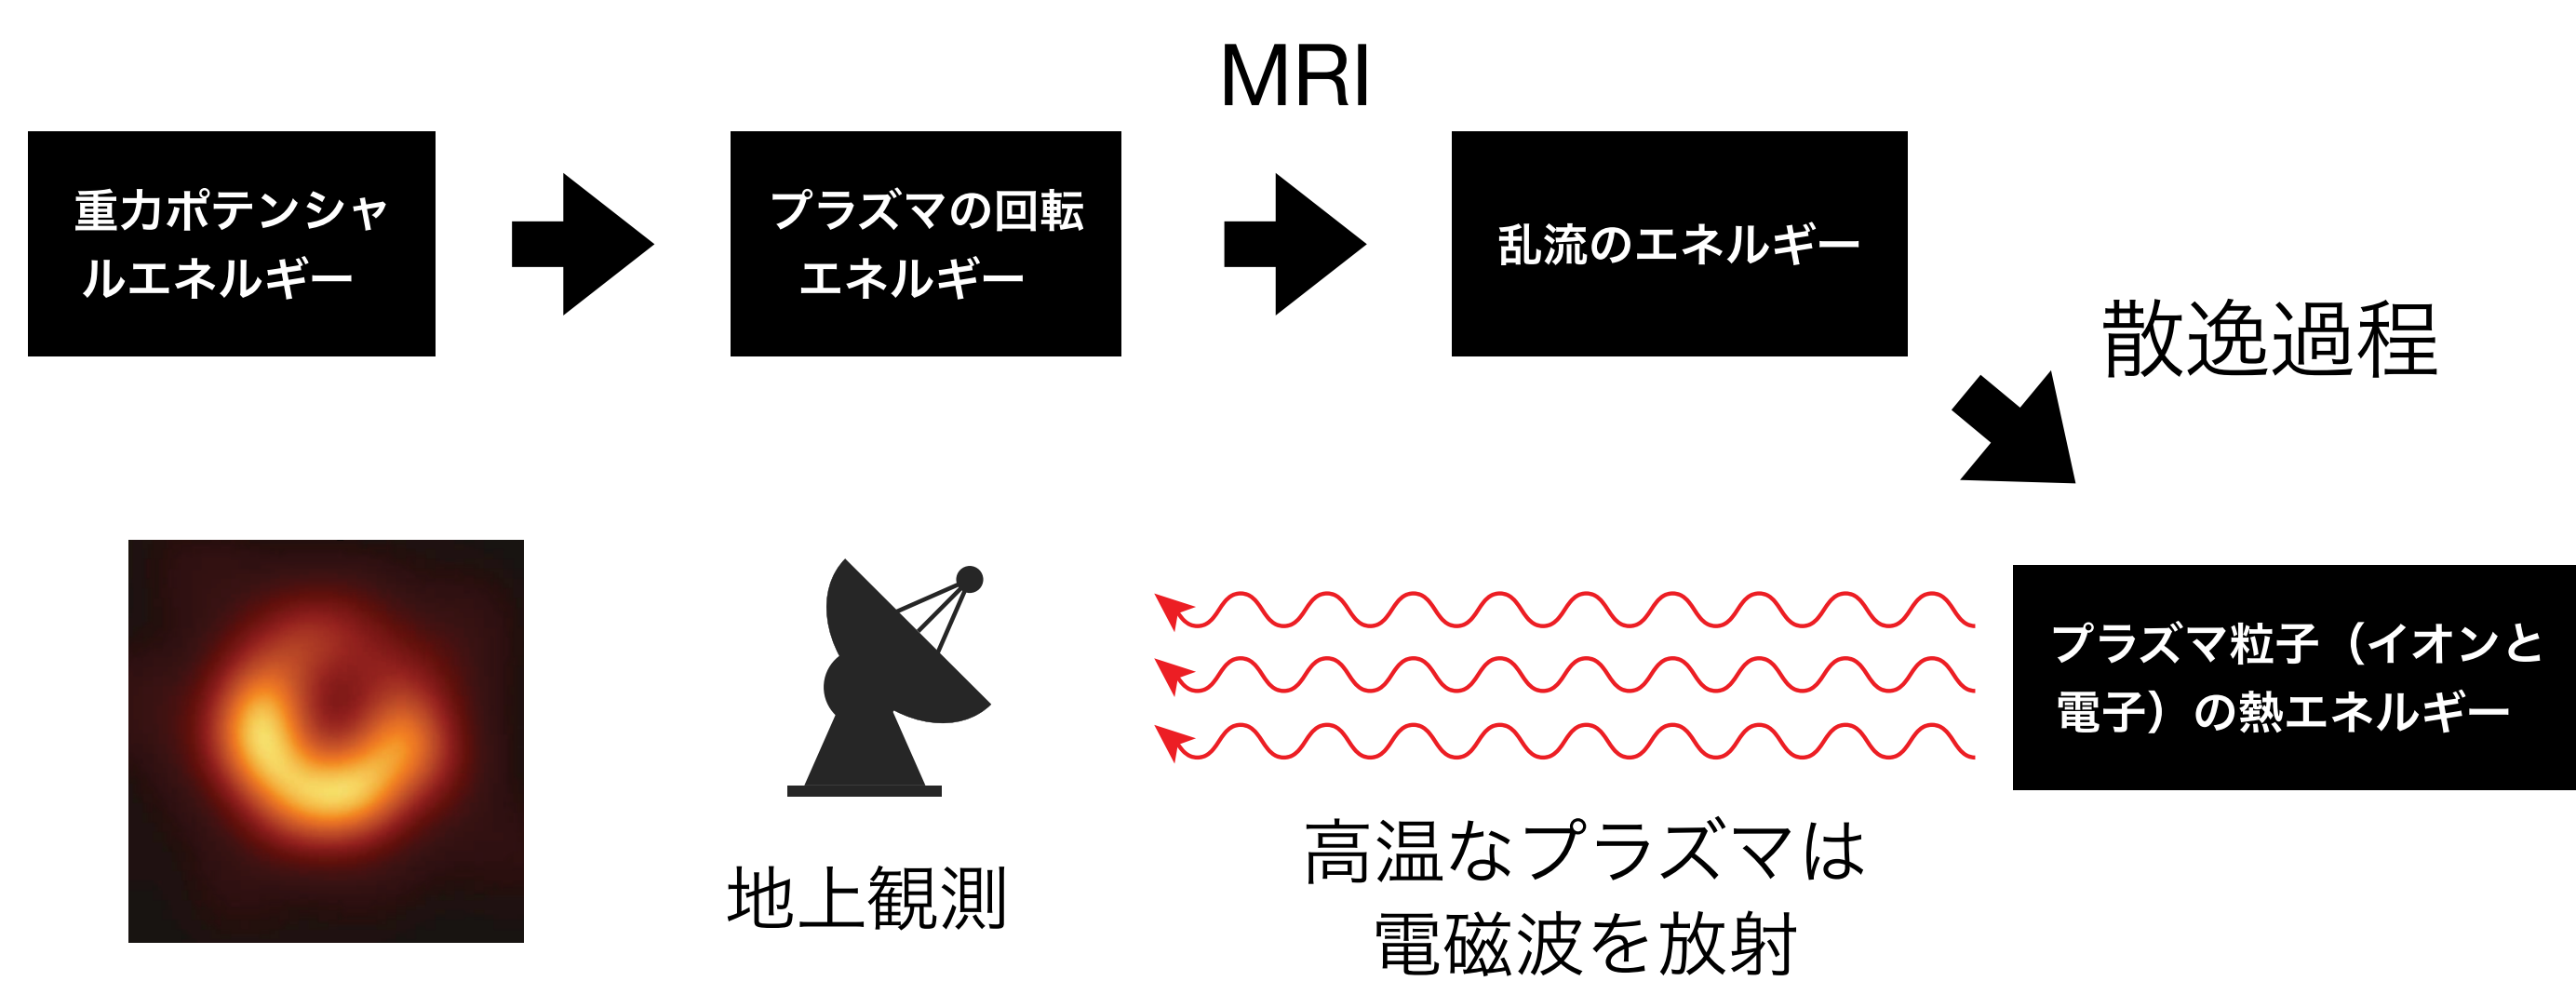 MRI
重力ポテンシャ
ルエネルギー
プラズマの回転
エネルギー
乱流のエネルギー
散逸過程
プラズマ粒子（イオンと
電子）の熱エネルギー
高温なプラズマは
電磁波を放射
地上観測